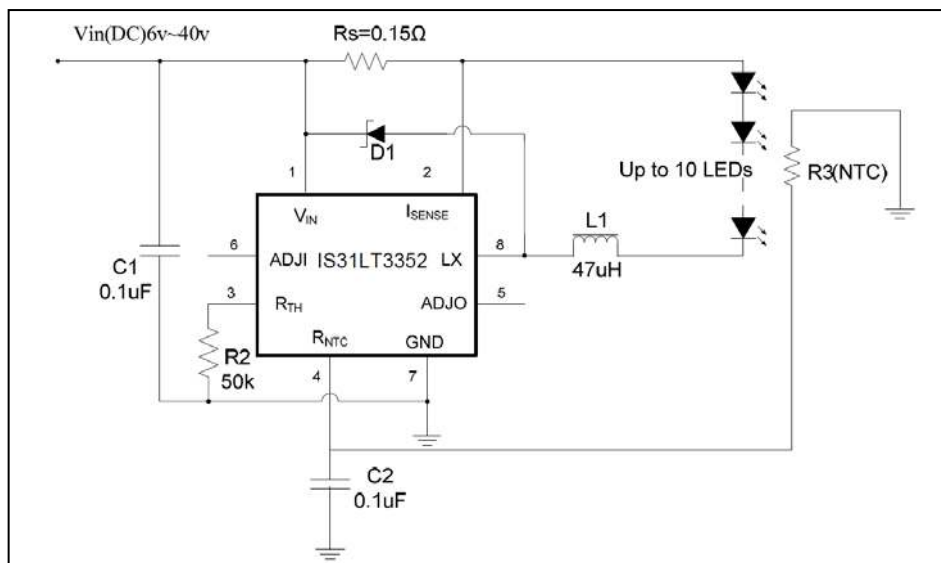 Vin(DC)6v~40v
Rs=0.15Ω
D1
1
2
Up to 10 LEDs
R3(NTC)
VIN
ISENSE
L1
6
8
ADJI
IS31LT3352
LX
47uH
C1
0.1uF
3
5
RTH
ADJO
RNTC
GND
R2
50k
4
7
C2
0.1uF